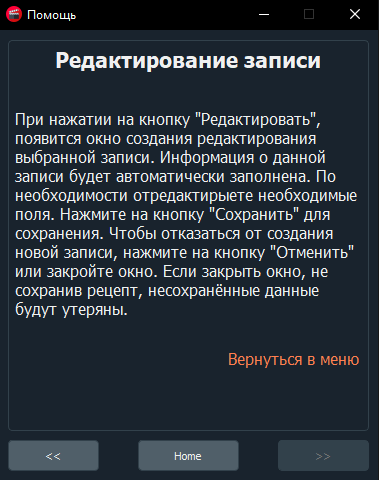 Помощь
Редактирование записи
При нажатии на кнопку "Редактировать",
появится окно создания редактирования
выбранной записи. Информация о данной
записи будет автоматически заполнена. По
необходимости отредактирыете необходимые
поля. Нажмите на кнопку "Сохранить" для
сохранения. Чтобы отказаться от создания
новой записи, нажмите на кнопку "Отменить"
или закройте окно. Если закрыть окно, не
сохранив рецепт, несохранённые данные
будут утеряны.
Вернуться в меню
<< Home >>